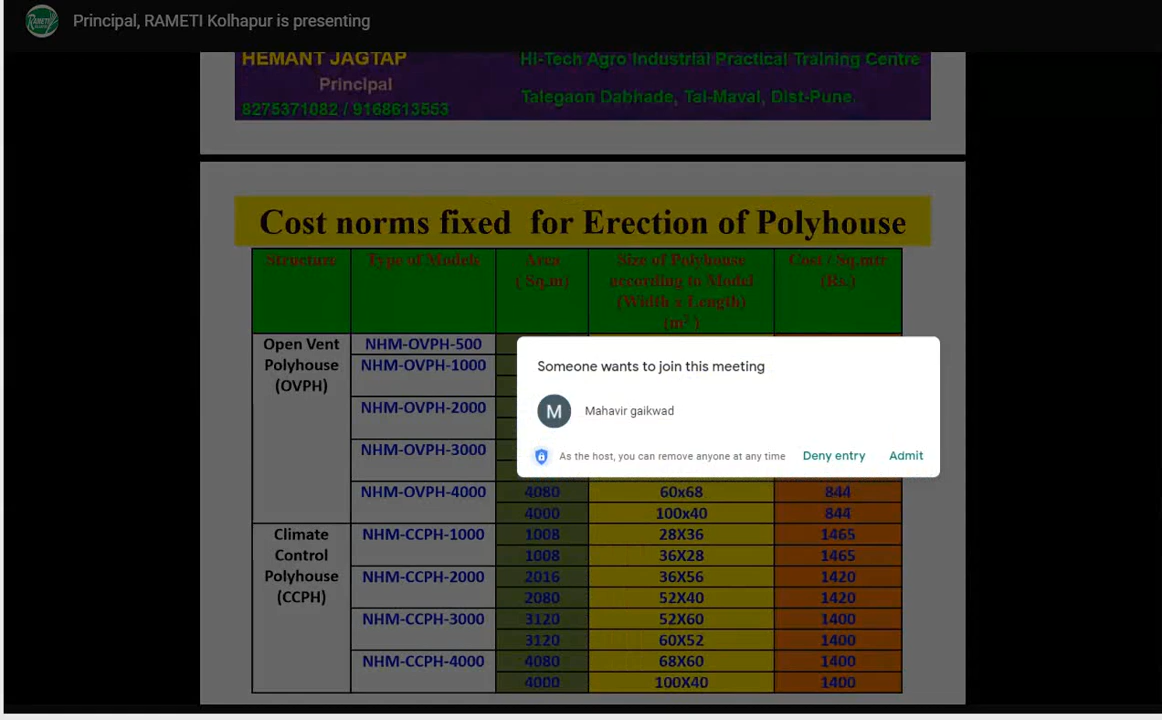 Principal, RAMETI Kolhapur is presenting
HEMANT JAGTAP
Principal
8275371082 / 9168613553
Hi-Tech Agro Industrial Practical Training Centre
Talegaon Dabhade, Tal-Maval, Dist-Pune.
Cost norms fixed for Erection of Polyhouse
Structure Type of Models Area ( Sq.m) Size of Polyhouse according to Model (Width x Length) (m² ) Cost / Sq.mtr (Rs.)
Open Vent Polyhouse (OVPH) NHM-OVPH-500
NHM-OVPH-1000
NHM-OVPH-2000
NHM-OVPH-3000
NHM-OVPH-4000 4080 60x68 844
4000 100x40 844
Climate Control Polyhouse (CCPH) NHM-CCPH-1000 1008 28X36 1465
1008 36X28 1465
NHM-CCPH-2000 2016 36X56 1420
2080 52X40 1420
NHM-CCPH-3000 3120 52X60 1400
3120 60X52 1400
NHM-CCPH-4000 4080 68X60 1400
4000 100X40 1400
Someone wants to join this meeting
M Mahavir gaikwad
As the host, you can remove anyone at any time Deny entry Admit